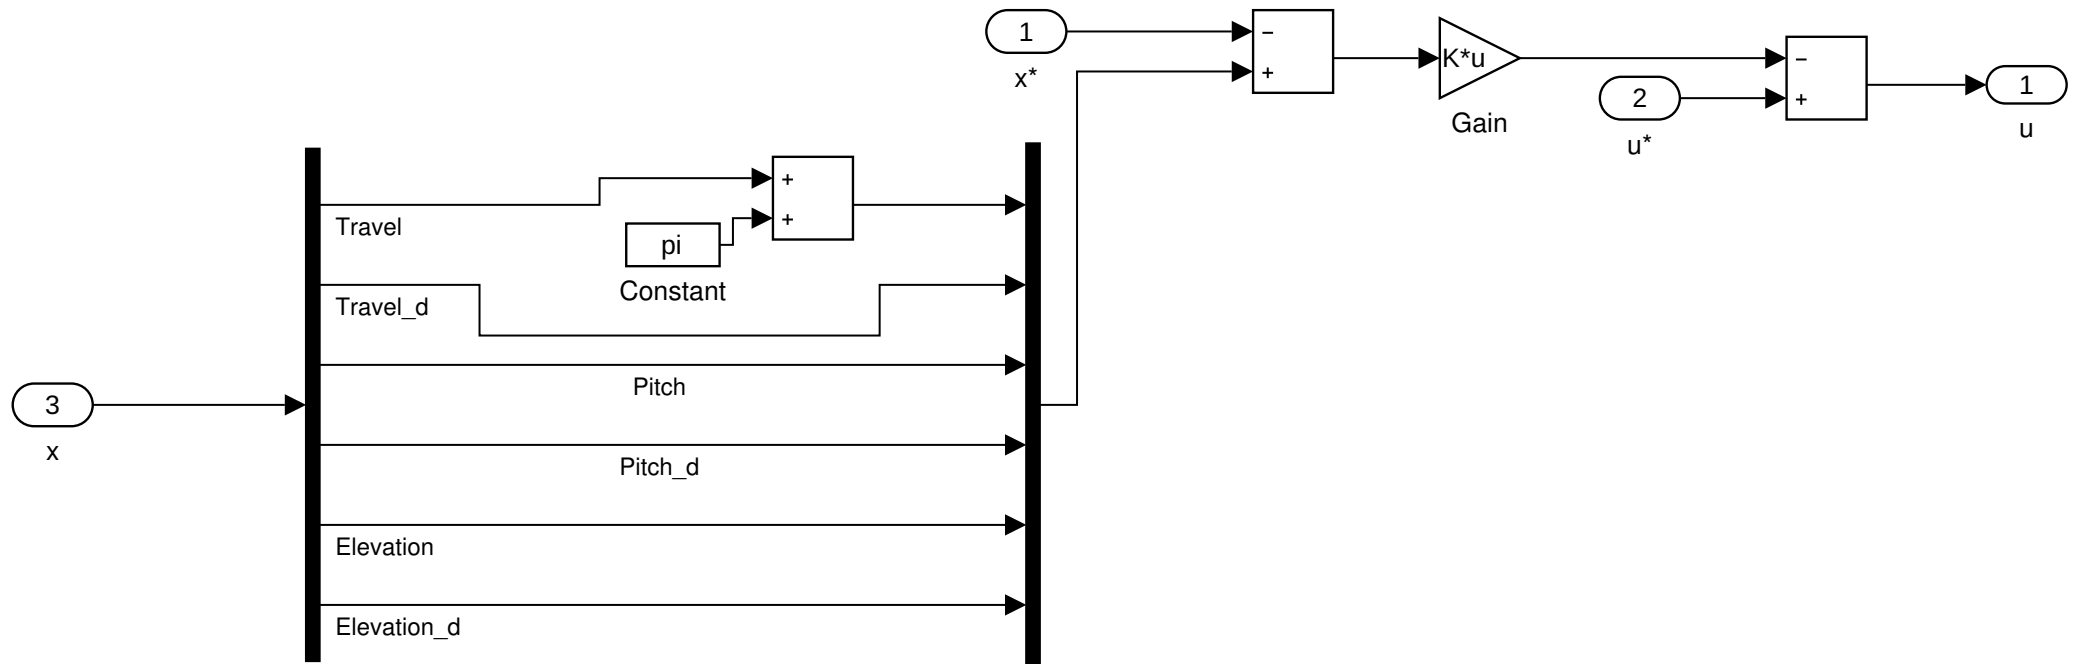 1
x*
−
+
K*u
Gain
2
u*
−
+
1
u
Travel
+
+
pi
Constant
Travel_d
Pitch
3
x
Pitch_d
Elevation
Elevation_d